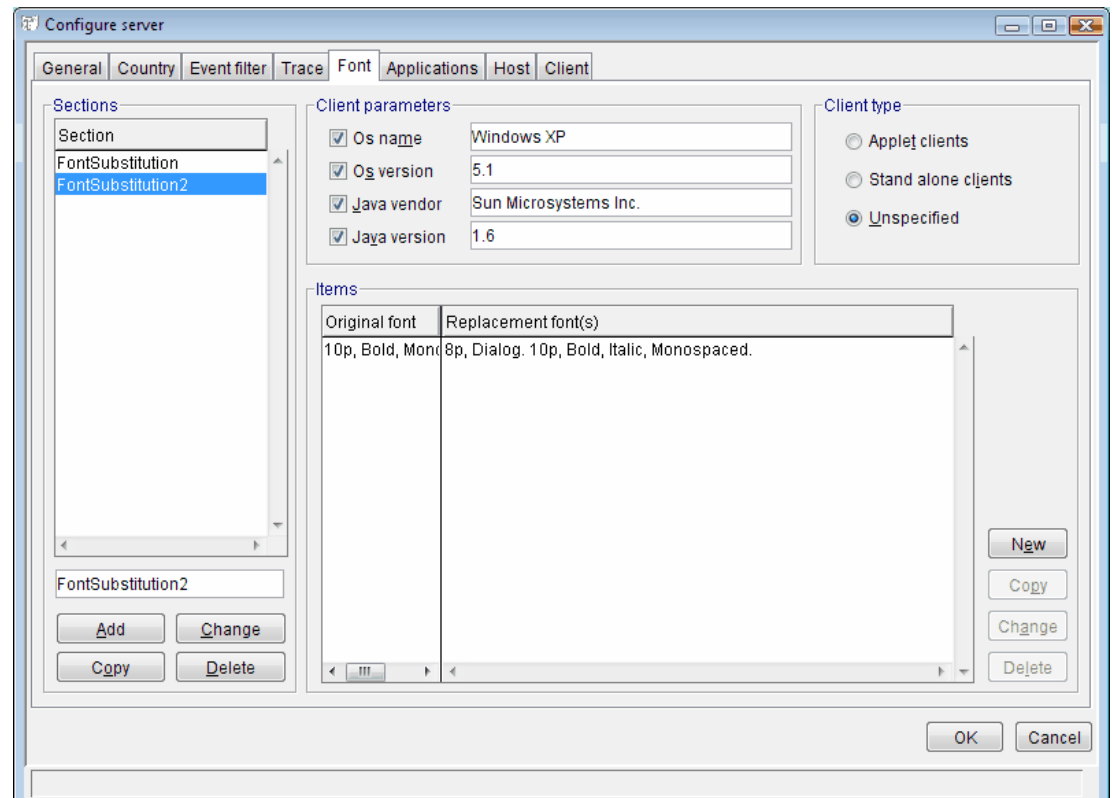 Configure server
General Country Event filter Trace Font Applications Host Client
Sections
Section
FontSubstitution
FontSubstitution2
FontSubstitution2
Add Change
Copy Delete
Client parameters
Os name Windows XP
Os version 5.1
Java vendor Sun Microsystems Inc.
Java version 1.6
Client type
Applet clients
Stand alone clients
Unspecified
Items
Original font Replacement font(s)
10p, Bold, Mono 8p, Dialog. 10p, Bold, Italic, Monospaced.
New
Copy
Change
Delete
OK Cancel